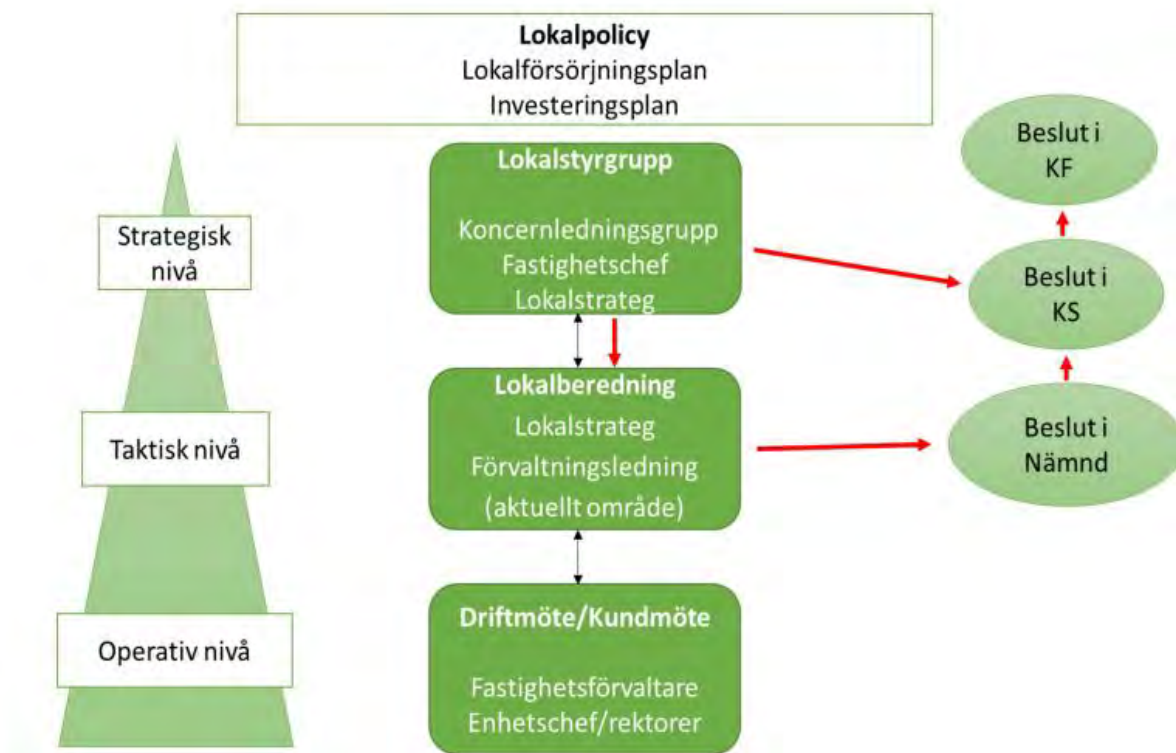 Lokalpolicy
Lokalförsörjningsplan
Investeringsplan
Strategisk
nivå
Taktisk nivå
Operativ nivå
Lokalstyrgrupp
Koncernledningsgrupp
Fastighetschef
Lokalstrateg
Lokalberedning
Lokalstrateg
Förvaltningsledning
(aktuellt område)
Driftmöte/Kundmöte
Fastighetsförvaltare
Enhetschef/rektorer
Beslut i
KF
Beslut i
KS
Beslut i
Nämnd